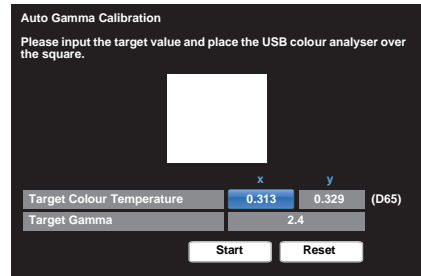 Auto Gamma Calibration
Please input the target value and place the USB colour analyser over
the square.
x y
Target Colour Temperature 0.313 0.329 (D65)
Target Gamma 2.4
Start Reset